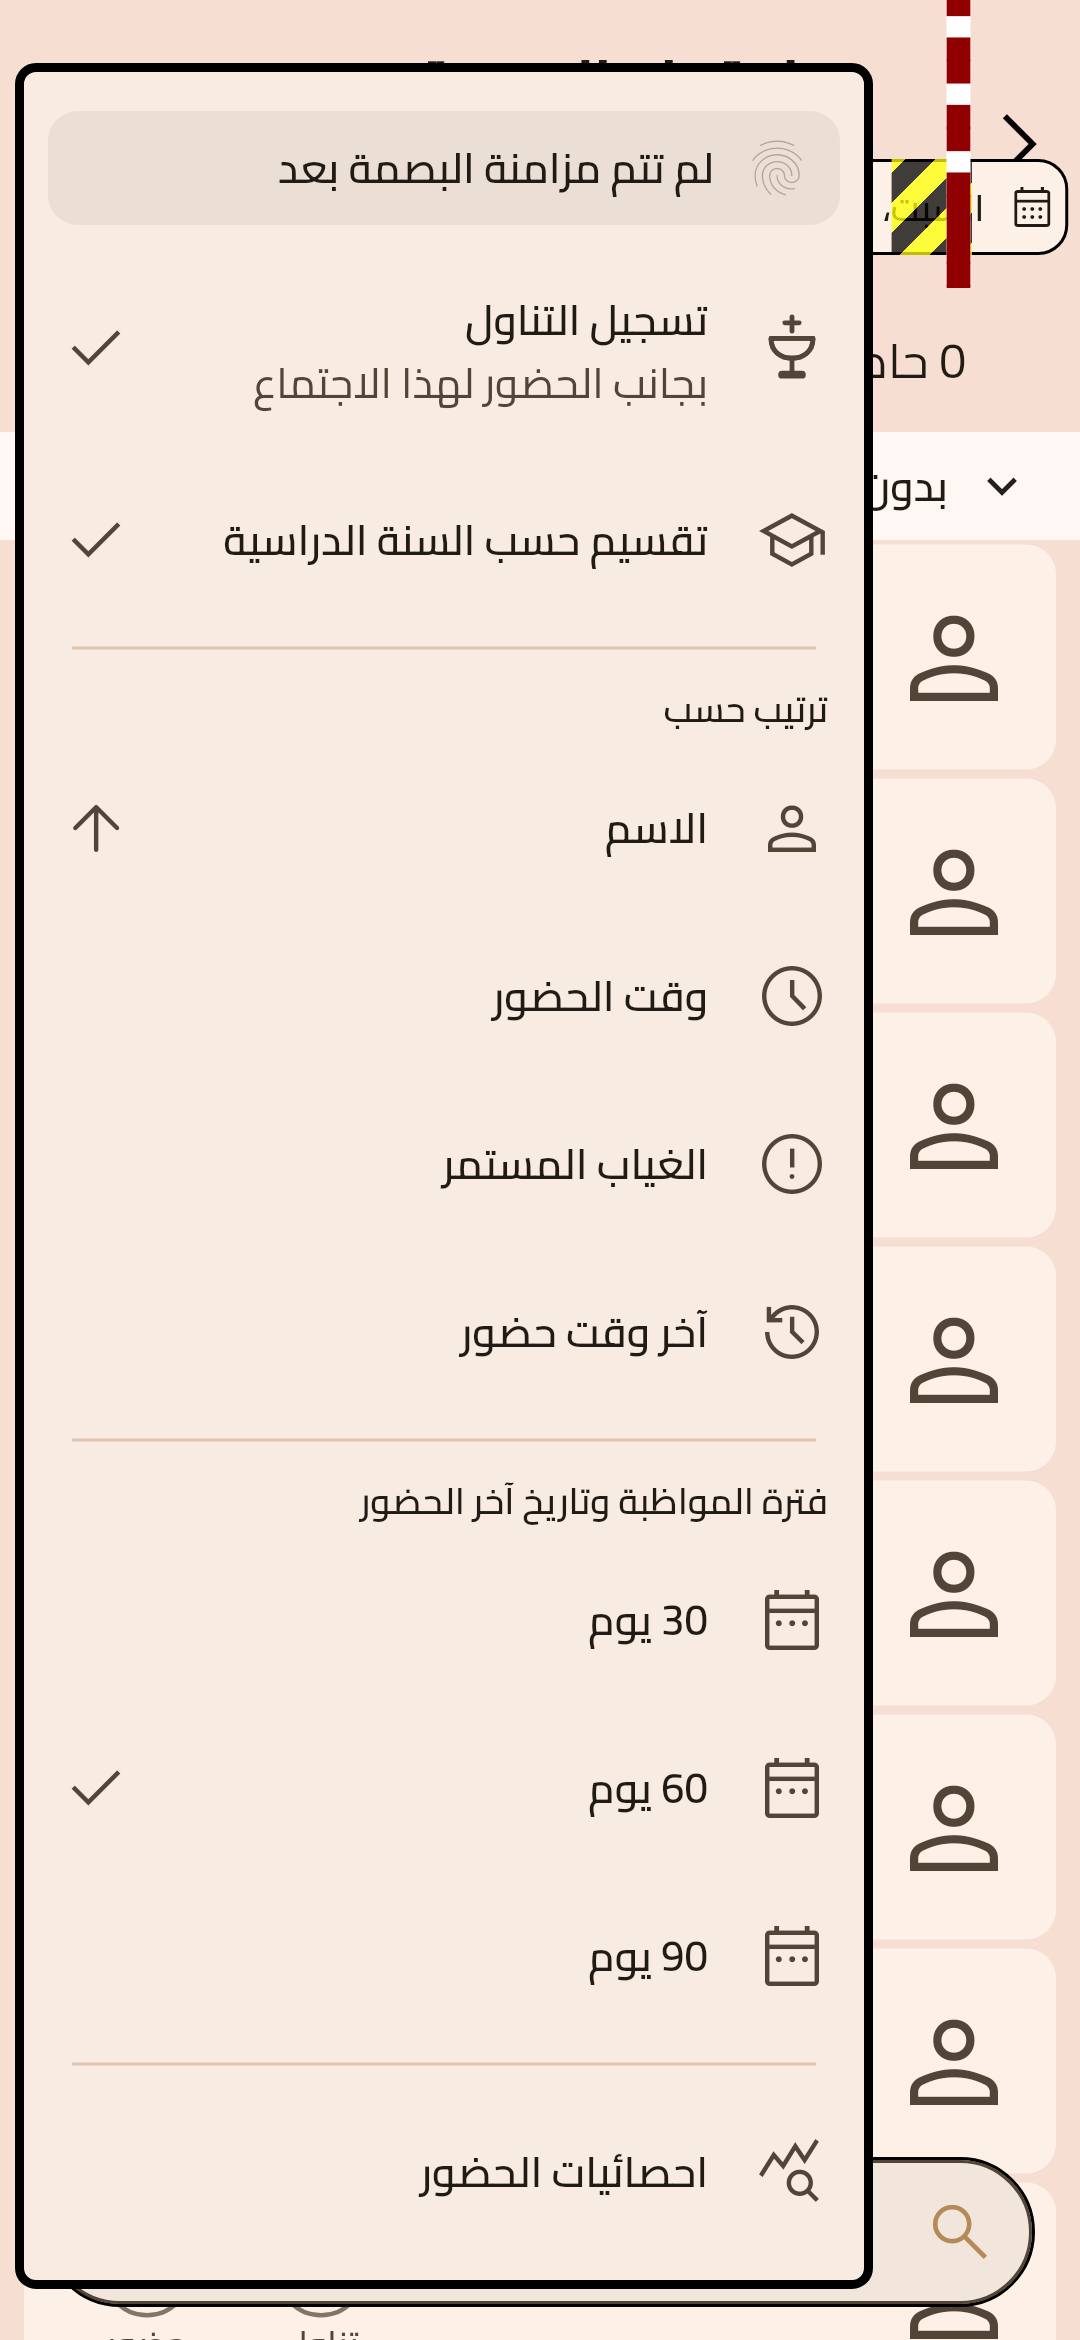 لم تتم مزامنة البصمة بعد
تسجيل التناول
بجانب الحضور لهذا الاجتماع
تقسيم حسب السنة الدراسية
ترتيب حسب
الاسم
وقت الحضور
الغياب المستمر
آخر وقت حضور
فترة المواظبة وتاريخ آخر الحضور
30 يوم
60 يوم
90 يوم
احصائيات الحضور
0
بدون